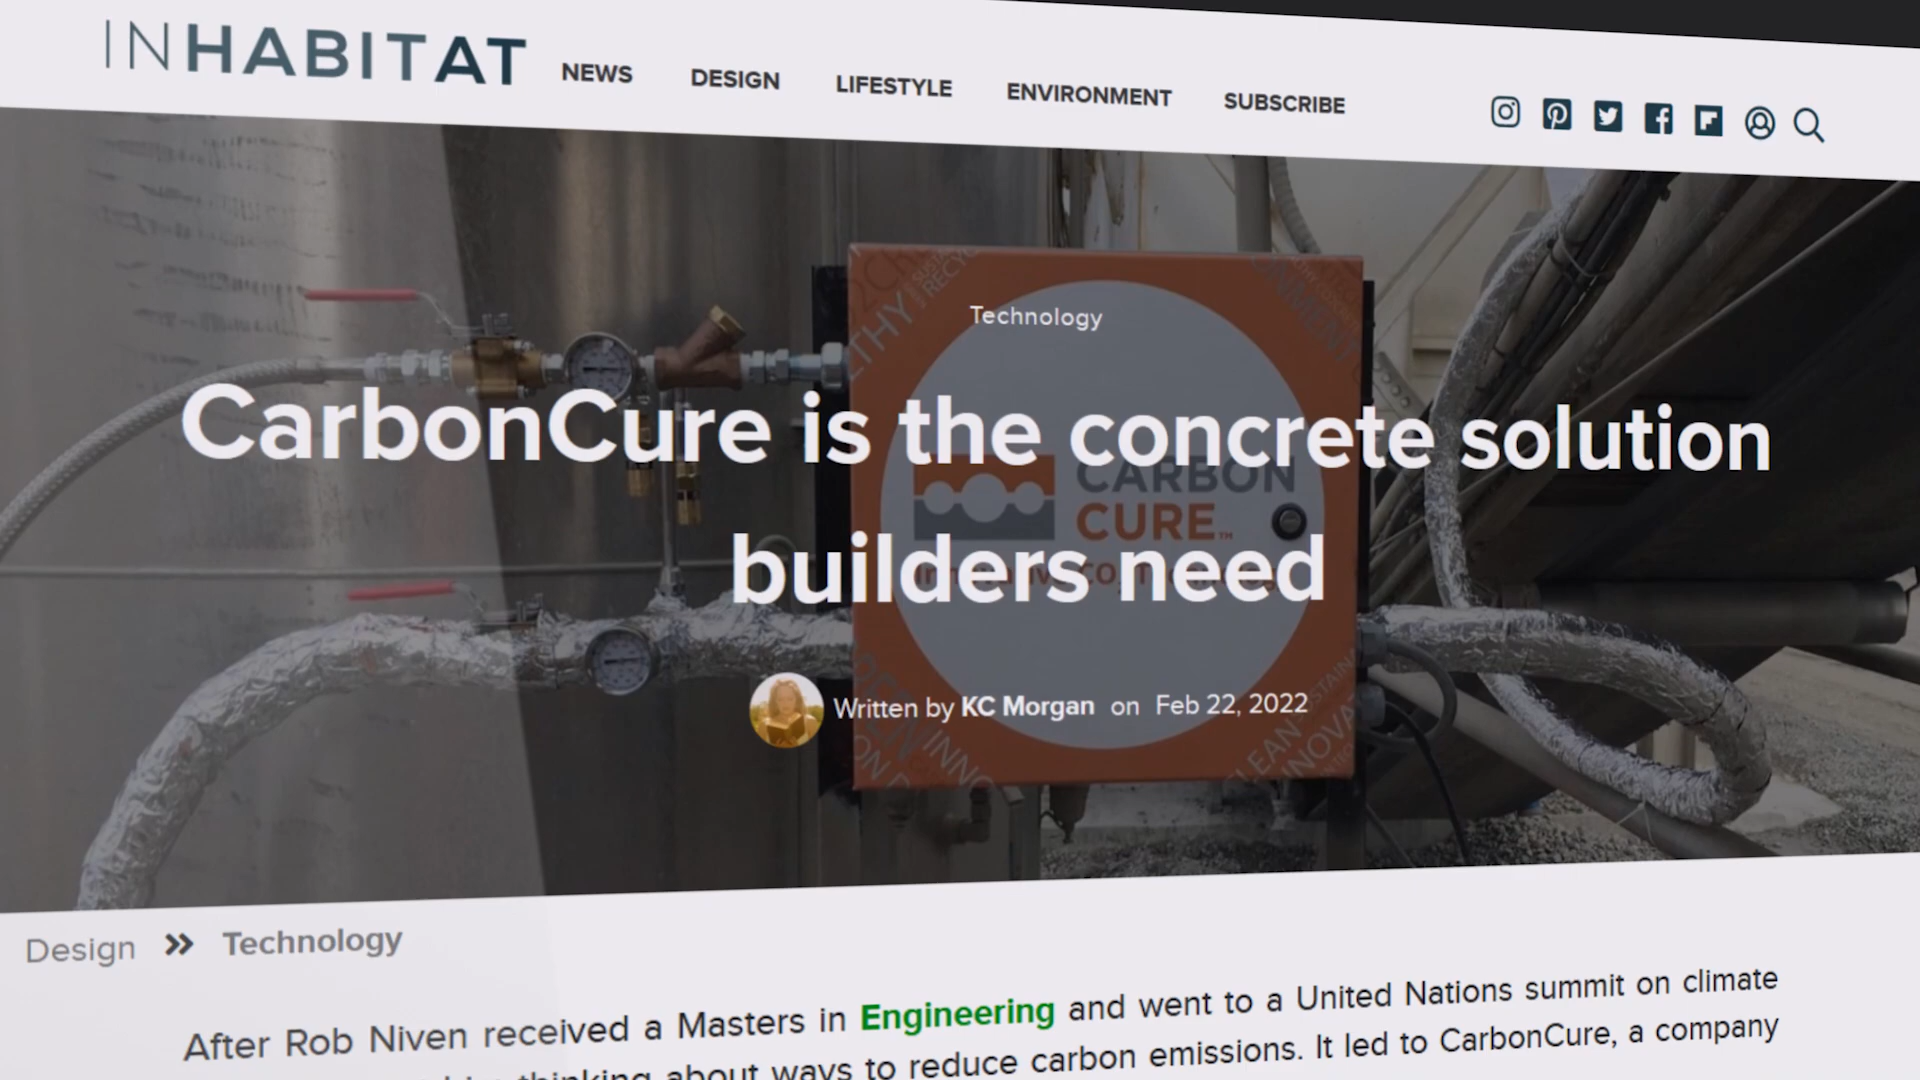 INHABITAT
NEWS DESIGN LIFESTYLE ENVIRONMENT SUBSCRIBE
Technology
CarbonCure is the concrete solution
builders need
CARBON
CURE™
Written by KC Morgan on Feb 22, 2022
Design » Technology
After Rob Niven received a Masters in Engineering and went to a United Nations summit on climate
thinking about ways to reduce carbon emissions. It led to CarbonCure, a company